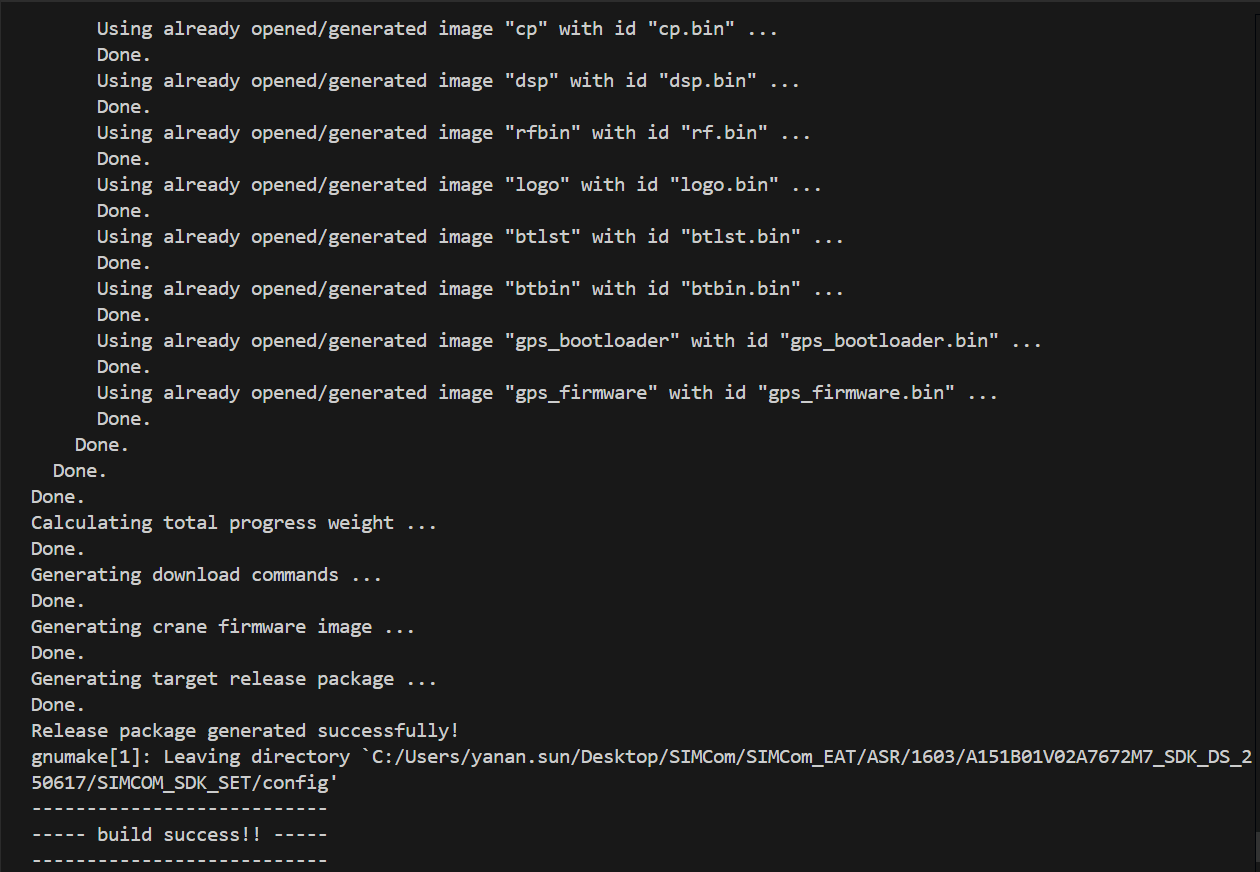 Using already opened/generated image "cp" with id "cp.bin" ...
Done.
Using already opened/generated image "dsp" with id "dsp.bin" ...
Done.
Using already opened/generated image "rfbin" with id "rf.bin" ...
Done.
Using already opened/generated image "logo" with id "logo.bin" ...
Done.
Using already opened/generated image "btlst" with id "btlst.bin" ...
Done.
Using already opened/generated image "btbin" with id "btbin.bin" ...
Done.
Using already opened/generated image "gps_bootloader" with id "gps_bootloader.bin" ...
Done.
Using already opened/generated image "gps_firmware" with id "gps_firmware.bin" ...
Done.
Done.
Done.
Done.
Calculating total progress weight ...
Done.
Generating download commands ...
Done.
Generating crane firmware image ...
Done.
Generating target release package ...
Done.
Release package generated successfully!
gnumake[1]: Leaving directory `C:/Users/yanan.sun/Desktop/SIMCom/SIMCom_EAT/ASR/1603/A151B01V02A7672M7_SDK_DS_2
50617/SIMCOM_SDK_SET/config'
---------------------------
----- build success!! -----
---------------------------